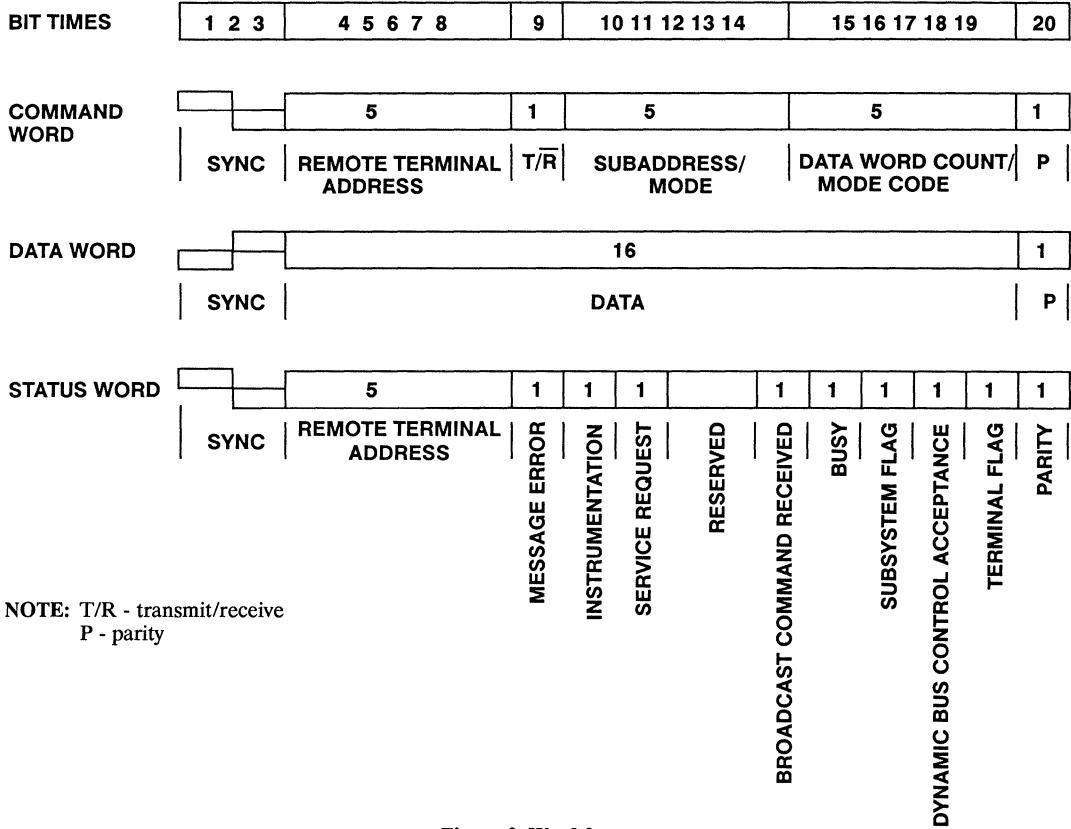 BIT TIMES 1 2 3 4 5 6 7 8 9 10 11 12 13 14 15 16 17 18 19 20
COMMAND WORD 5 1 5 5 1
SYNC REMOTE TERMINAL ADDRESS T/R̅ SUBADDRESS/ MODE DATA WORD COUNT/ MODE CODE P
DATA WORD 16 1
SYNC DATA P
STATUS WORD 5 1 1 1 1 1 1 1 1 1
SYNC REMOTE TERMINAL ADDRESS
MESSAGE ERROR
INSTRUMENTATION
SERVICE REQUEST
RESERVED
BROADCAST COMMAND RECEIVED
BUSY
SUBSYSTEM FLAG
DYNAMIC BUS CONTROL ACCEPTANCE
TERMINAL FLAG
PARITY
NOTE: T/R - transmit/receive
P - parity